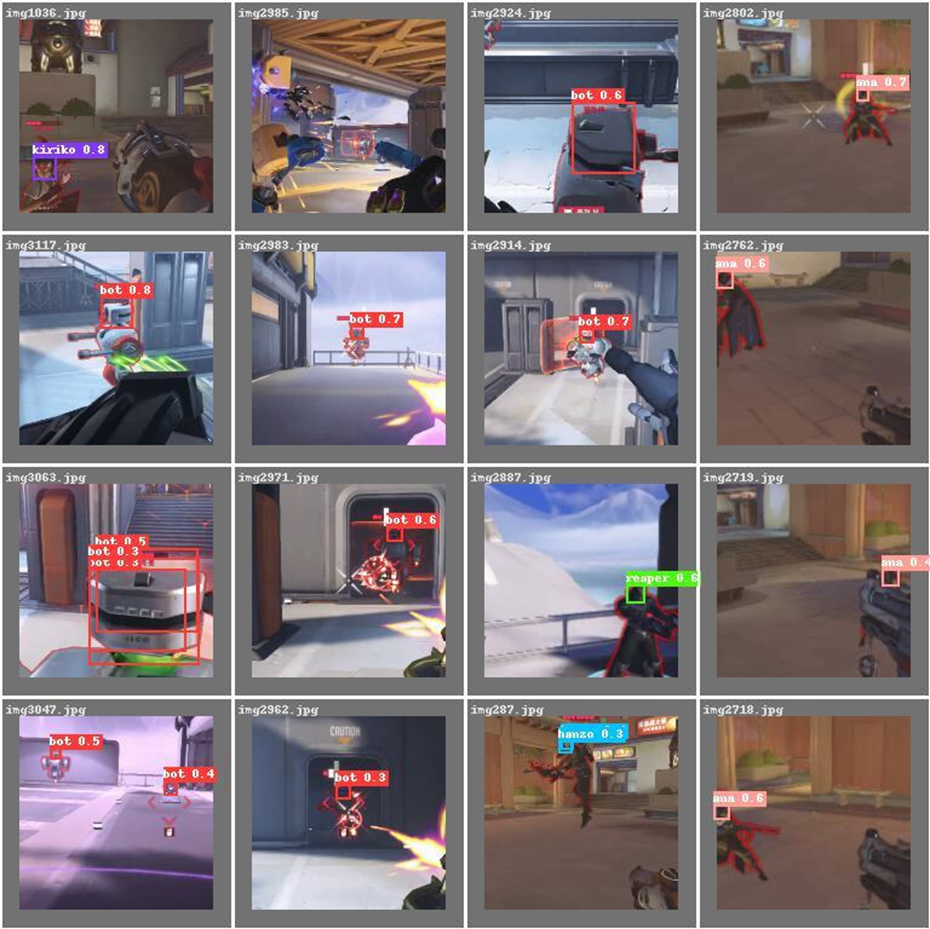 img1036.jpg
kiriko 0.8
img2985.jpg
img2924.jpg
bot 0.6
img2802.jpg
ana 0.7
img3117.jpg
bot 0.8
img2983.jpg
bot 0.7
img2914.jpg
bot 0.7
img2762.jpg
ana 0.6
img3063.jpg
bot 0.5
bot 0.3
bot 0.3
img2971.jpg
bot 0.6
img2887.jpg
reaper 0.6
img2719.jpg
ana 0.4
img3047.jpg
bot 0.5
bot 0.4
img2962.jpg
CAUTION
bot 0.3
img287.jpg
hanzo 0.3
img2718.jpg
ana 0.6